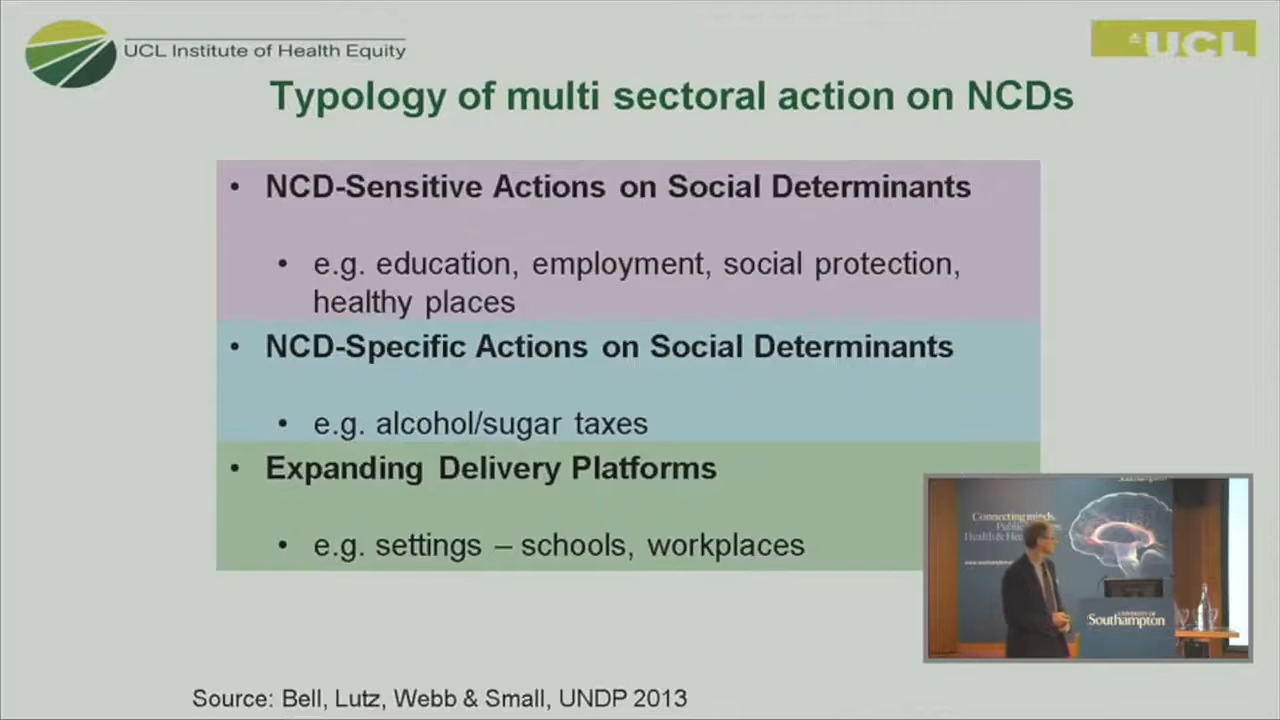 UCL Institute of Health Equity
UCL
Typology of multi sectoral action on NCDs
• NCD-Sensitive Actions on Social Determinants
• e.g. education, employment, social protection,
healthy places
• NCD-Specific Actions on Social Determinants
• e.g. alcohol/sugar taxes
• Expanding Delivery Platforms
• e.g. settings – schools, workplaces
Source: Bell, Lutz, Webb & Small, UNDP 2013
Southampton
Connecting minds.
Public
Health &
UNIVERSITY OF
Southampton